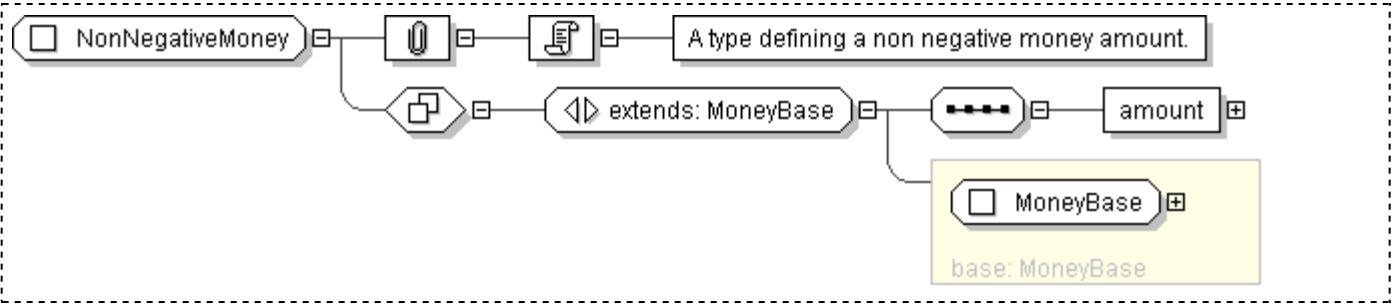 NonNegativeMoney
A type defining a non negative money amount.
extends: MoneyBase
amount
MoneyBase
base: MoneyBase